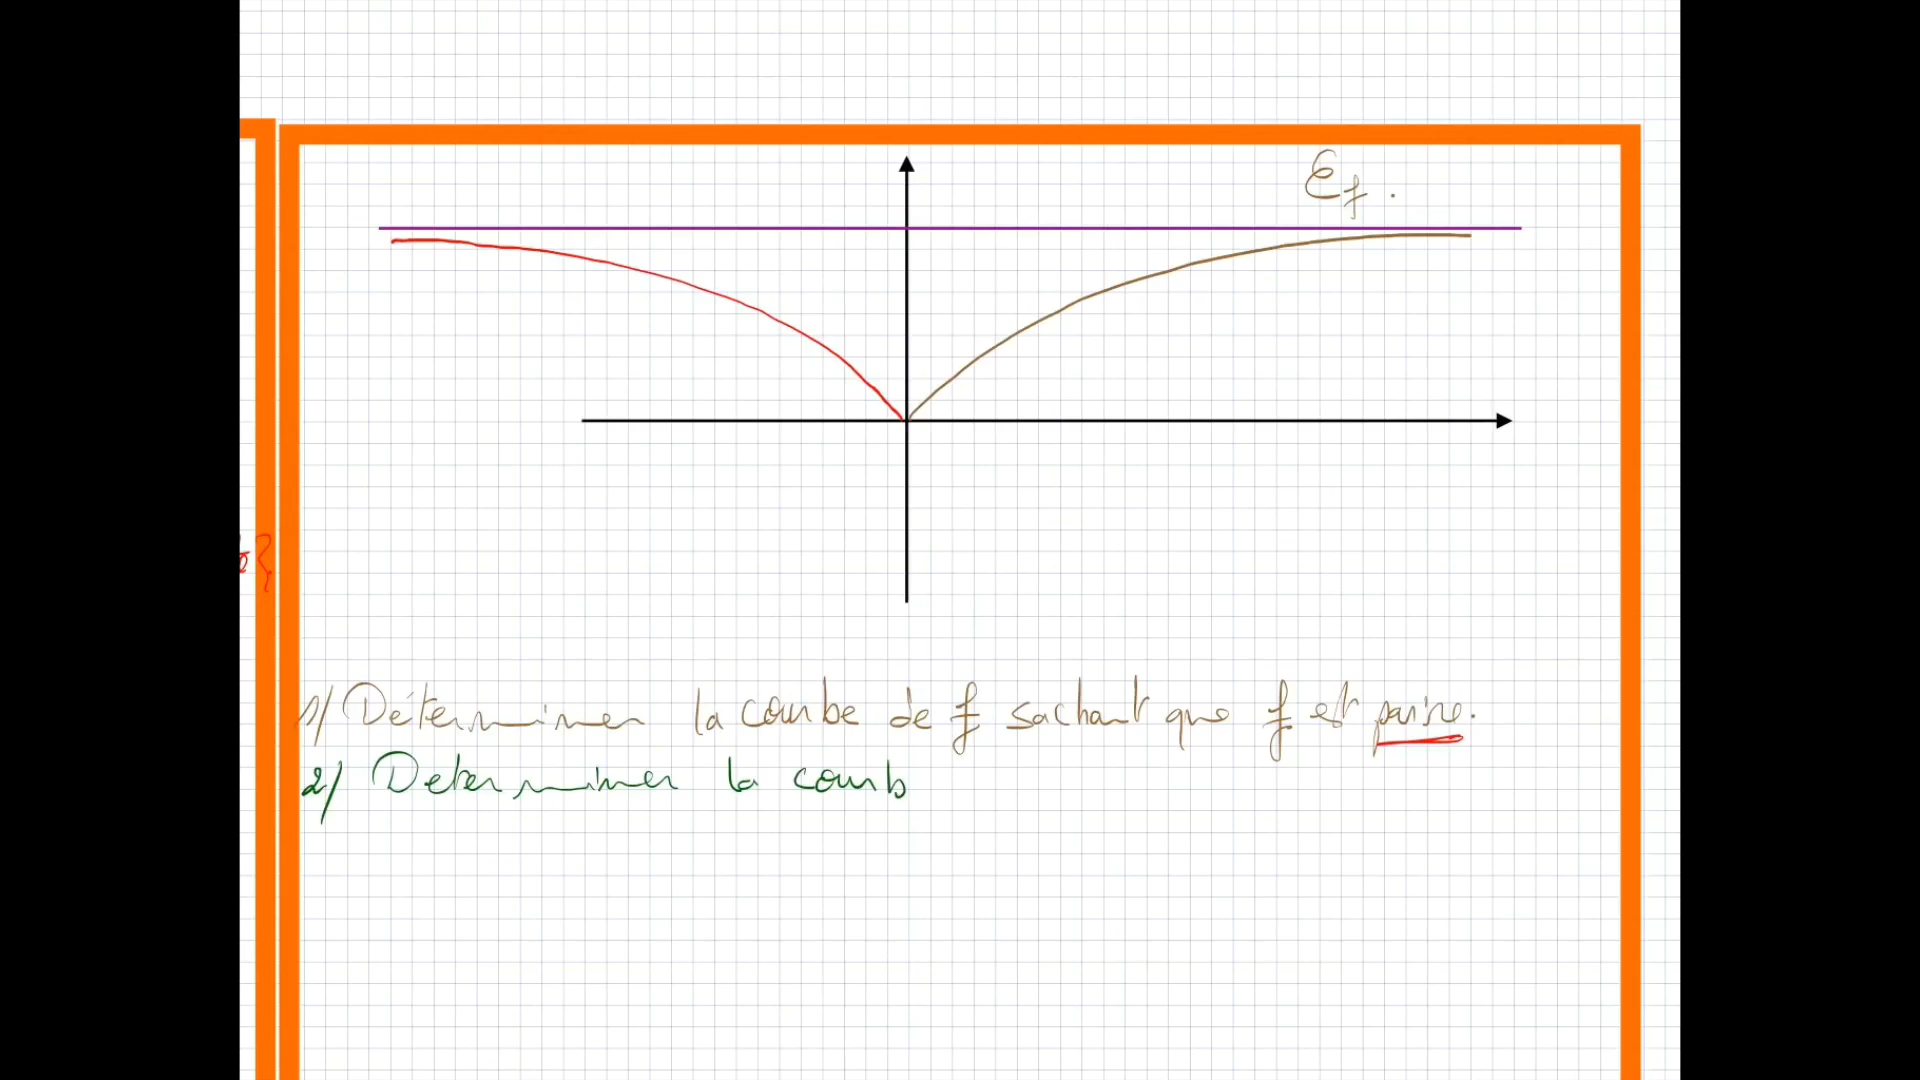 𝒞f.
1) Déterminer la courbe de f sachant que f est paire.
2) Determiner la courb